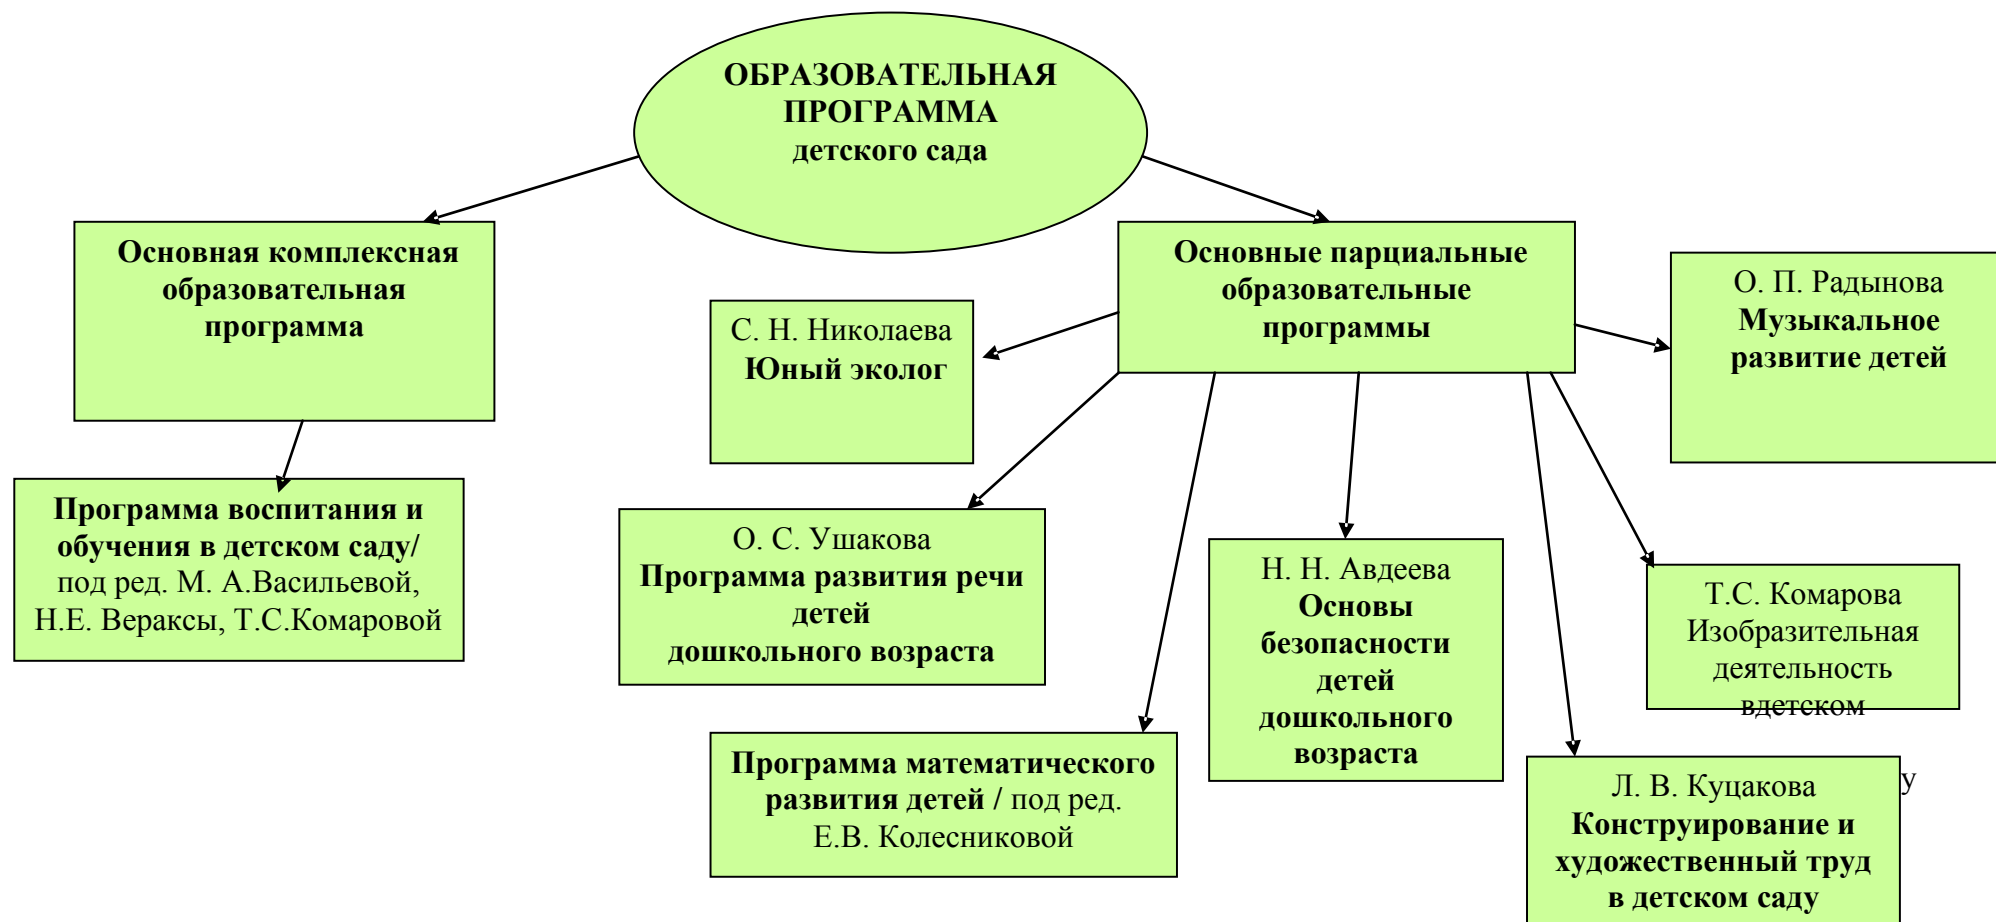 ОБРАЗОВАТЕЛЬНАЯ
ПРОГРАММА
детского сада
Основная комплексная
образовательная
программа
Программа воспитания и
обучения в детском саду/
под ред. М. А.Васильевой,
Н.Е. Вераксы, Т.С.Комаровой
Основные парциальные
образовательные
программы
С. Н. Николаева
Юный эколог
О. П. Радынова
Музыкальное
развитие детей
О. С. Ушакова
Программа развития речи
детей
дошкольного возраста
Н. Н. Авдеева
Основы
безопасности
детей
дошкольного
возраста
Т.С. Комарова
Изобразительная
деятельность
вдетском
у
Программа математического
развития детей / под ред.
Е.В. Колесниковой
Л. В. Куцакова
Конструирование и
художественный труд
в детском саду